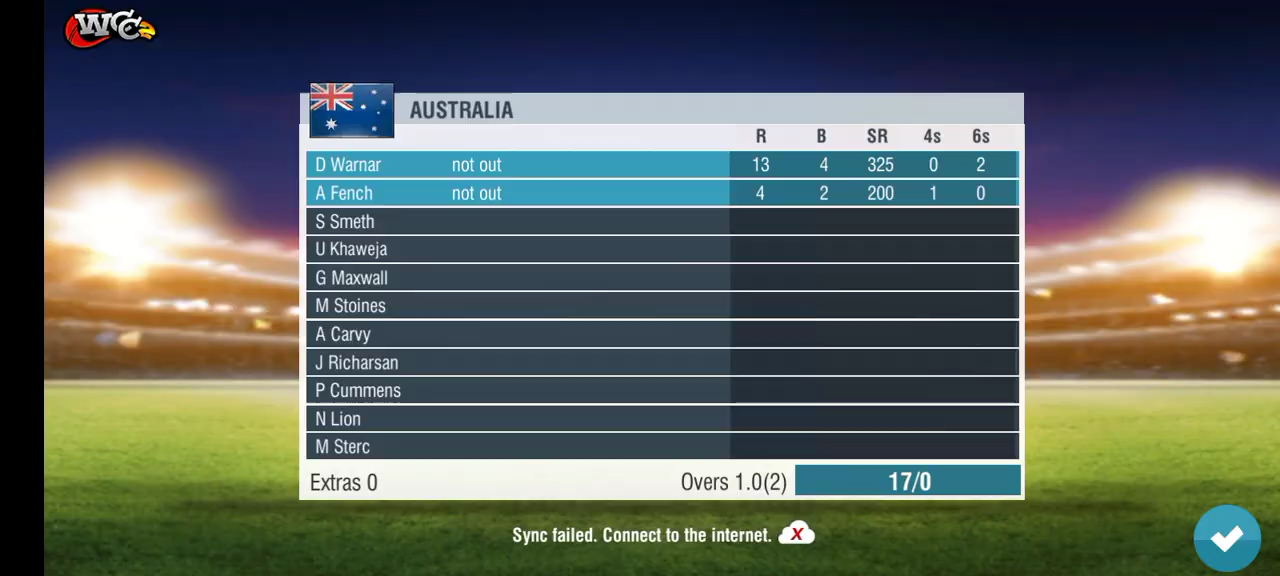 WCC
AUSTRALIA
R B SR 4s 6s
D Warnar not out 13 4 325 0 2
A Fench not out 4 2 200 1 0
S Smeth
U Khaweja
G Maxwall
M Stoines
A Carvy
J Richarsan
P Cummens
N Lion
M Sterc
Extras 0 Overs 1.0(2) 17/0
Sync failed. Connect to the internet. X